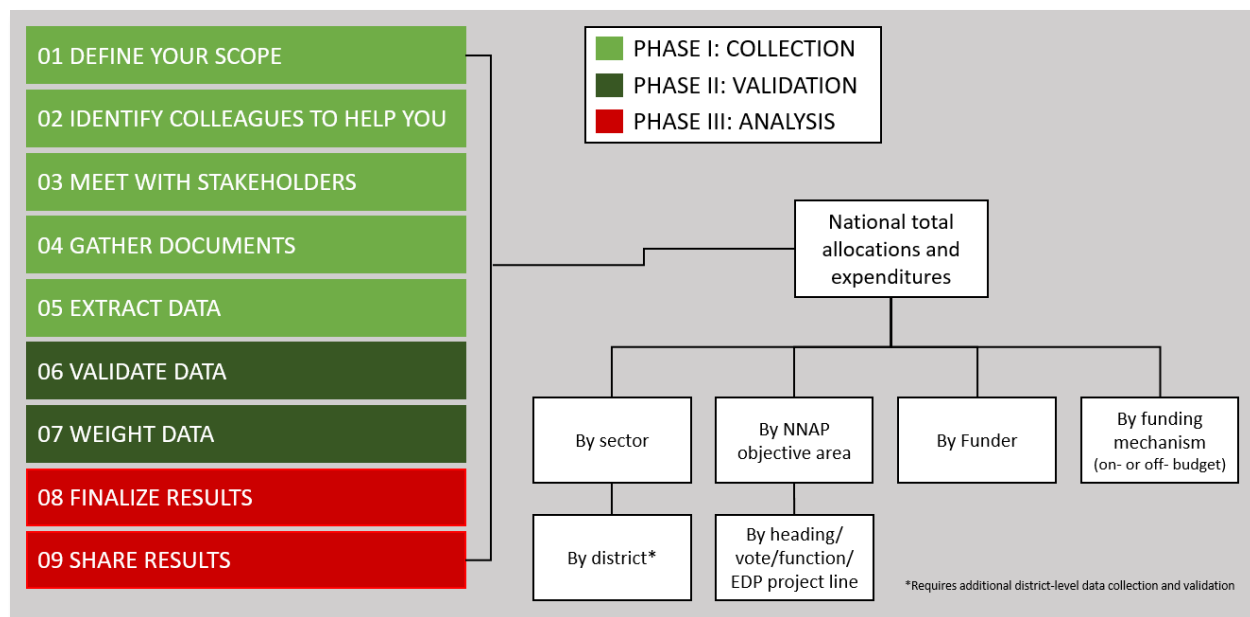 01 DEFINE YOUR SCOPE
02 IDENTIFY COLLEAGUES TO HELP YOU
03 MEET WITH STAKEHOLDERS
04 GATHER DOCUMENTS
05 EXTRACT DATA
06 VALIDATE DATA
07 WEIGHT DATA
08 FINALIZE RESULTS
09 SHARE RESULTS
PHASE I: COLLECTION
PHASE II: VALIDATION
PHASE III: ANALYSIS
National total
allocations and
expenditures
By sector
By NNAP
objective area
By Funder
By funding
mechanism
(on- or off- budget)
By district*
By heading/
vote/function/
EDP project line
*Requires additional district-level data collection and validation